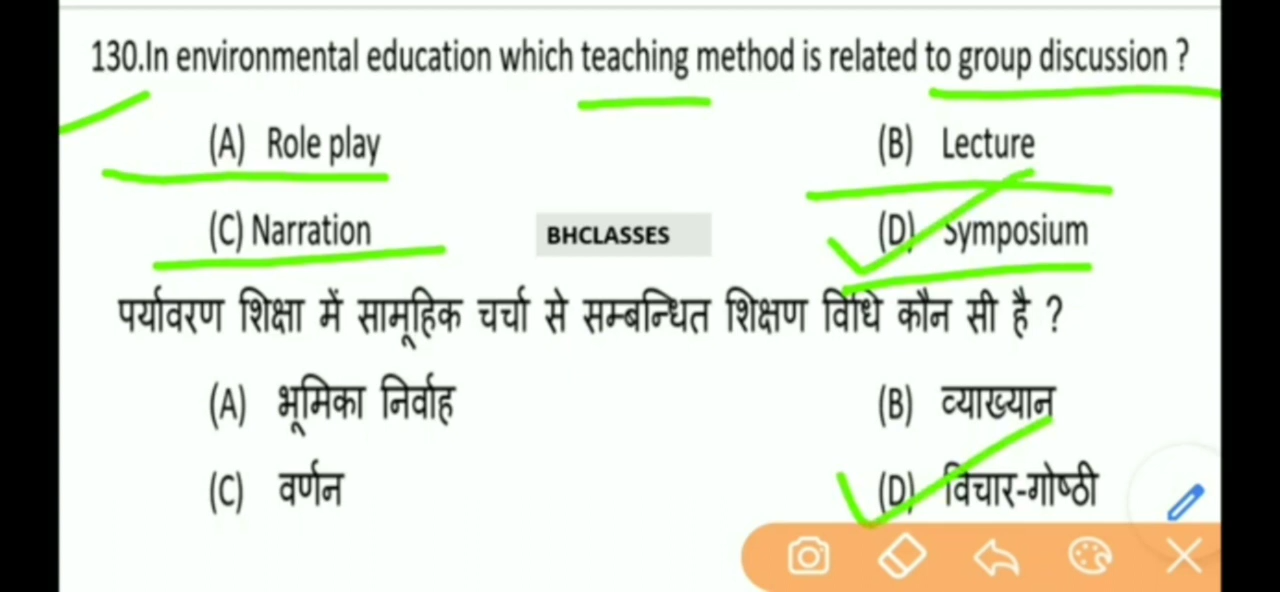 130.In environmental education which teaching method is related to group discussion ?
(A) Role play (B) Lecture
(C) Narration BHCLASSES (D) Symposium
पर्यावरण शिक्षा में सामूहिक चर्चा से सम्बन्धित शिक्षण विधि कौन सी है ?
(A) भूमिका निर्वाह (B) व्याख्यान
(C) वर्णन (D) विचार-गोष्ठी